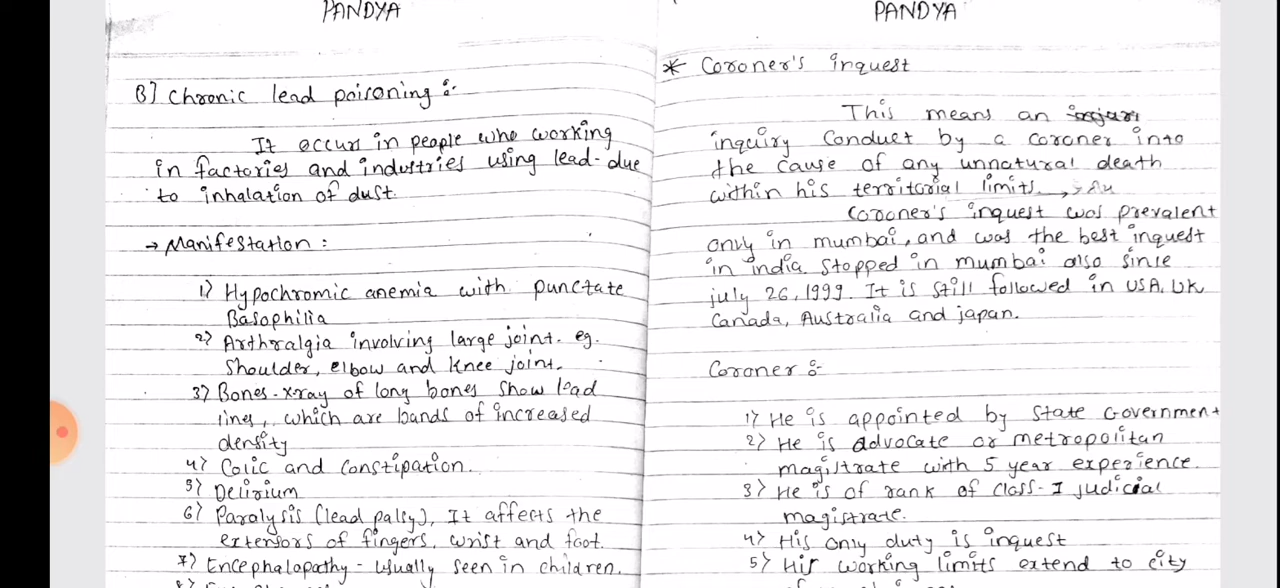 PANDYA
B] Chronic lead poisoning :-
It occurs in people who working
in factories and industries using lead-due
to inhalation of dust.
→ Manifestation :
1) Hypochromic anemia with punctate
Basophilia
2) Arthralgia involving large joint. eg.
Shoulder, elbow and knee joint.
3) Bones-xray of long bones show lead
lines, which are bands of increased
density
4) Colic and constipation.
5) Delirium
6) Paralysis (lead palsy), It affects the
extensors of fingers, wrist and foot.
7) Encephalopathy - usually seen in children.
PANDYA
* Coroner's inquest
This means an
inquiry conduct by a coroner into
the cause of any unnatural death
within his territorial limits.
Coroner's inquest was prevalent
only in mumbai, and was the best inquest
in india. Stopped in mumbai also since
july 26, 1999. It is still followed in USA, UK
Canada, Australia and japan.
Coroner :-
1) He is appointed by State Government
2) He is advocate or metropolitan
magistrate with 5 year experience.
3) He is of rank of class-I judicial
magistrate.
4) His only duty is inquest
5) His working limits extend to city